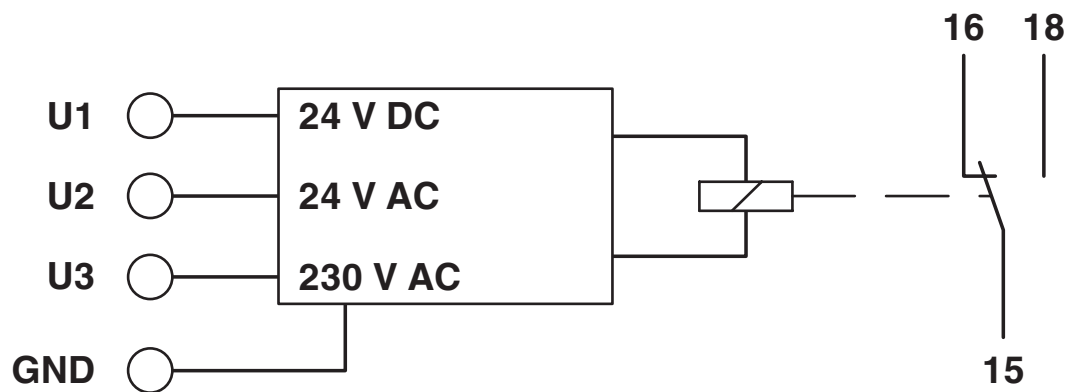 16 18
U1 24 V DC
U2 24 V AC
U3 230 V AC
GND
15